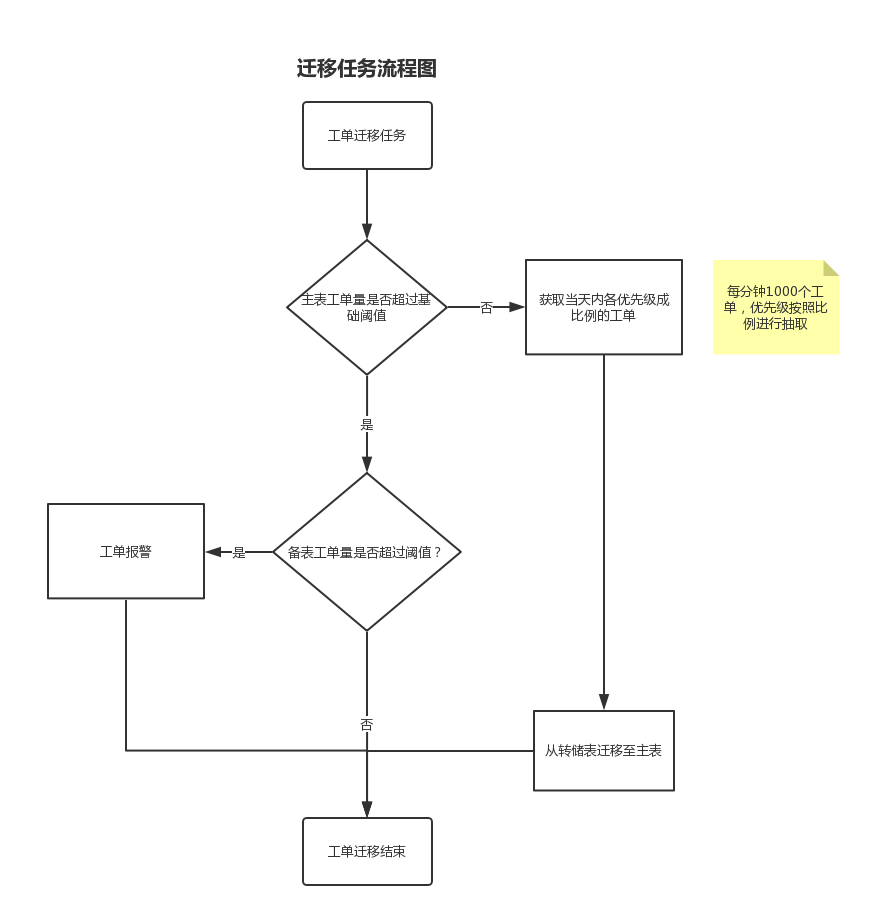 迁移任务流程图
工单迁移任务
主表工单量是否超过基
础阈值
否
获取当天内各优先级成
比例的工单
每分钟1000个工
单，优先级按照比
例进行抽取
是
工单报警
是
备表工单量是否超过阈值？
否
从转储表迁移至主表
工单迁移结束